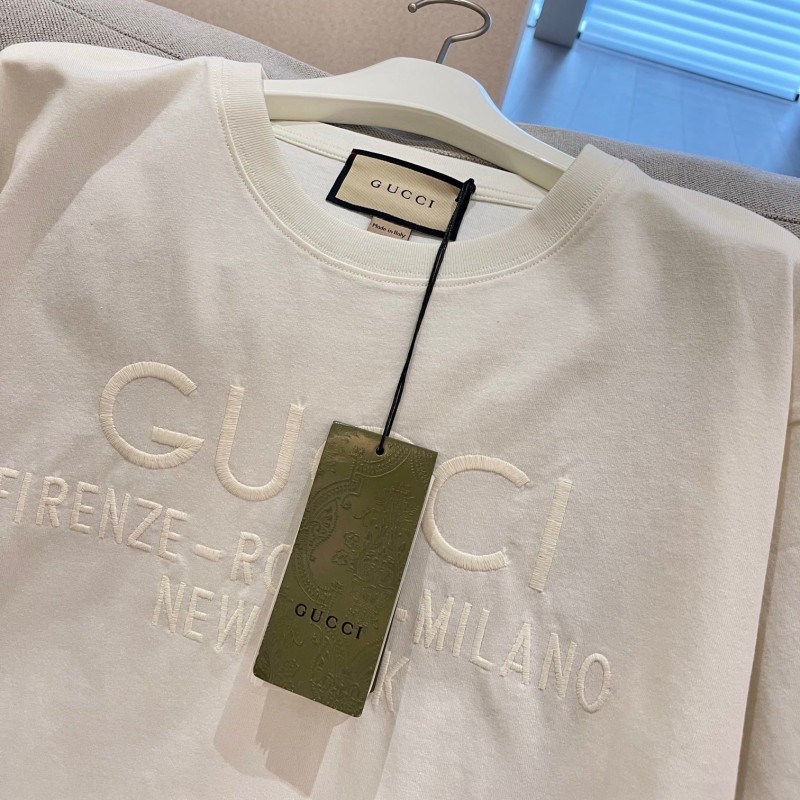 GUCCI
Made in Italy
GUCCI
FIRENZE-RO -MILANO
NEW K
GUCCI